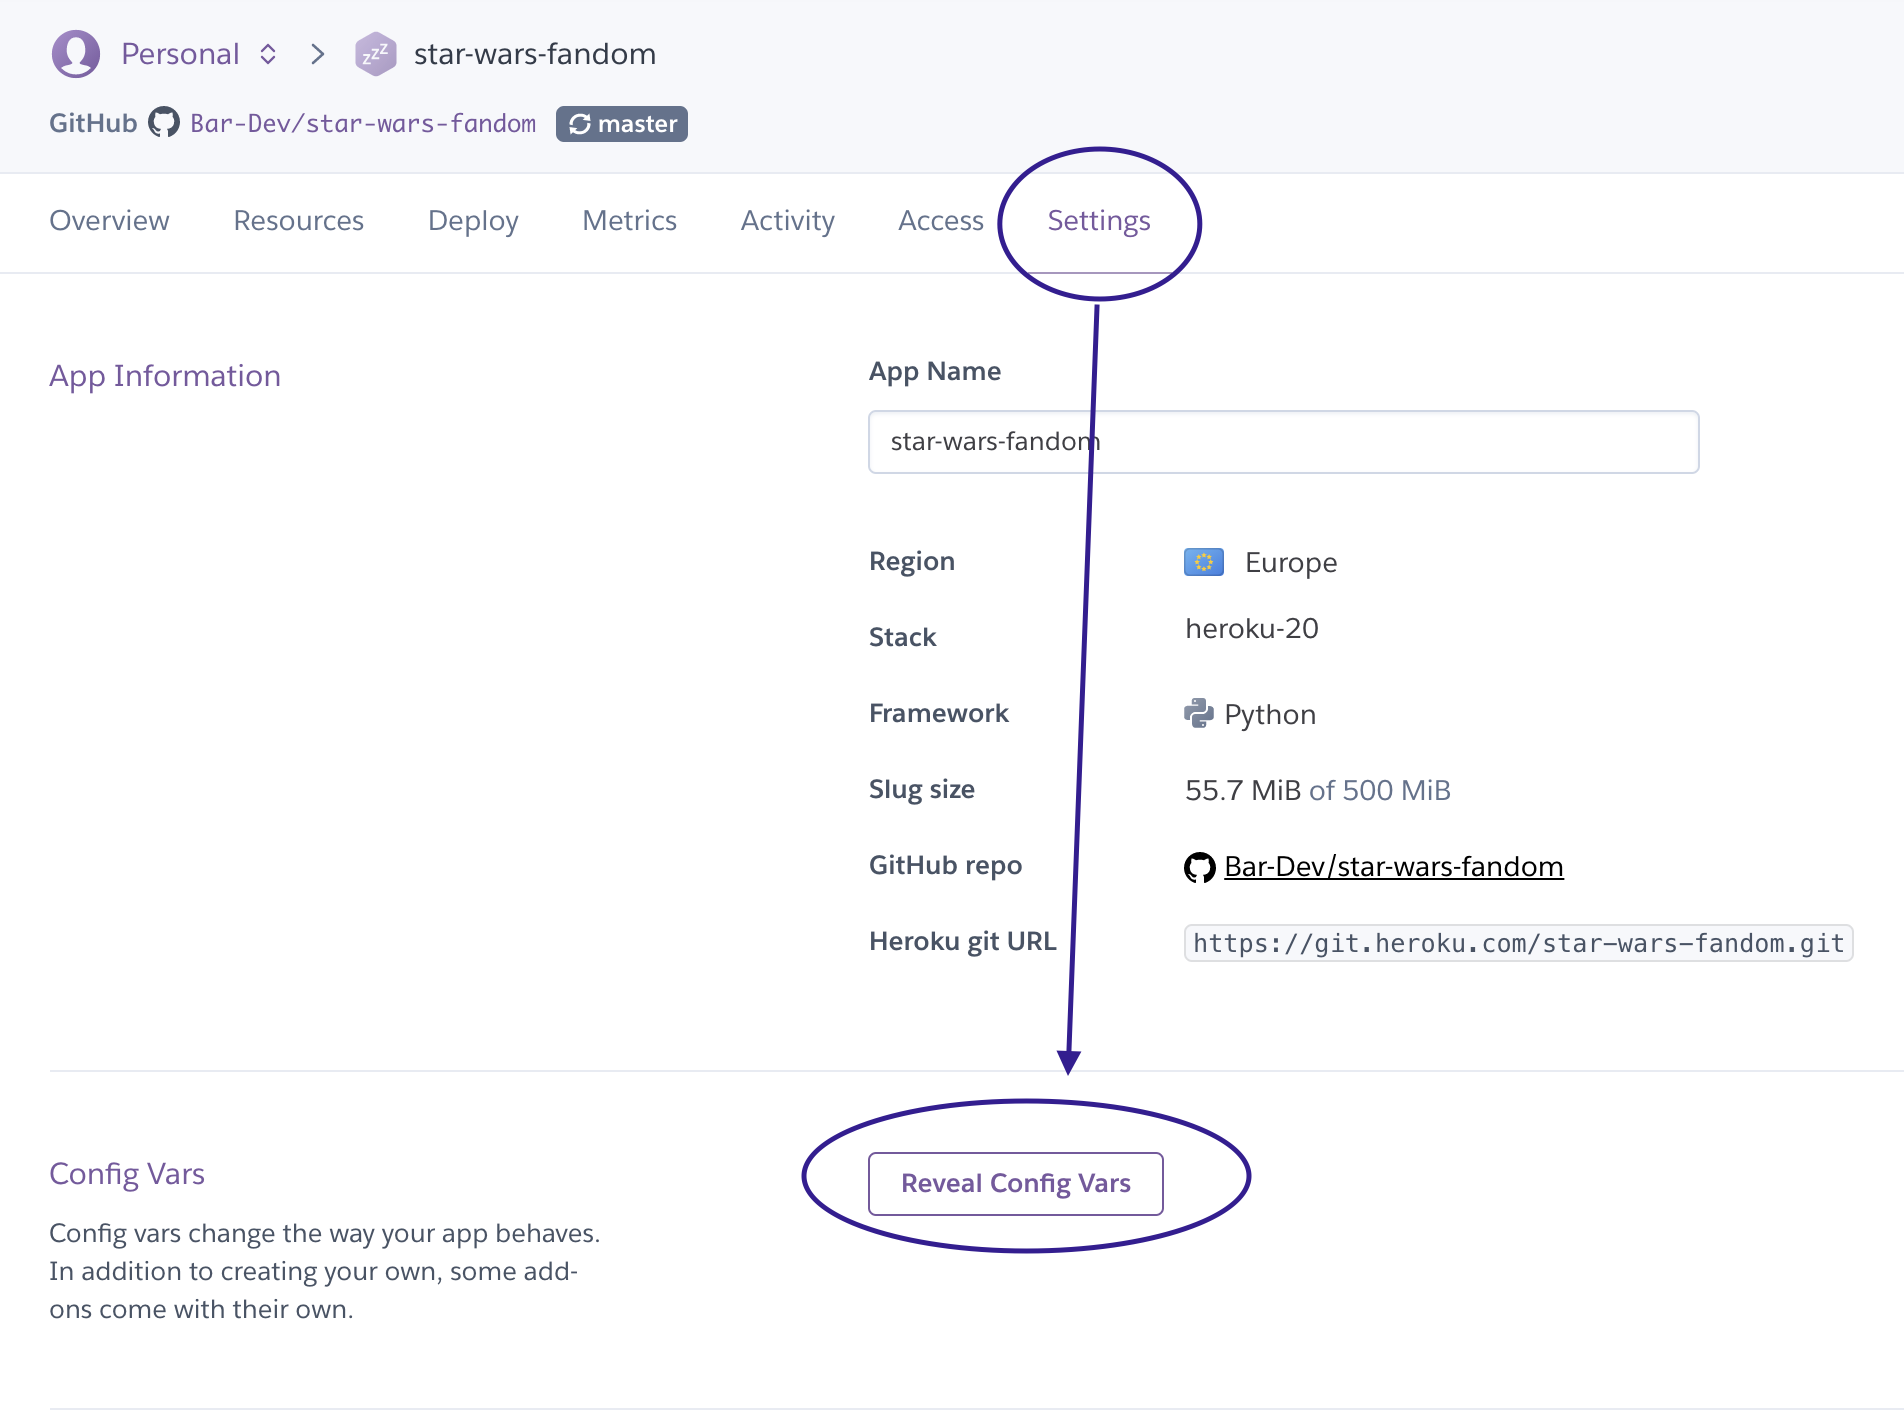 Personal > zzz star-wars-fandom
GitHub Bar-Dev/star-wars-fandom master
Overview Resources Deploy Metrics Activity Access Settings
App Information
App Name
star-wars-fandom
Region Europe
Stack heroku-20
Framework Python
Slug size 55.7 MiB of 500 MiB
GitHub repo Bar-Dev/star-wars-fandom
Heroku git URL https://git.heroku.com/star-wars-fandom.git
Config Vars
Reveal Config Vars
Config vars change the way your app behaves.
In addition to creating your own, some add-
ons come with their own.